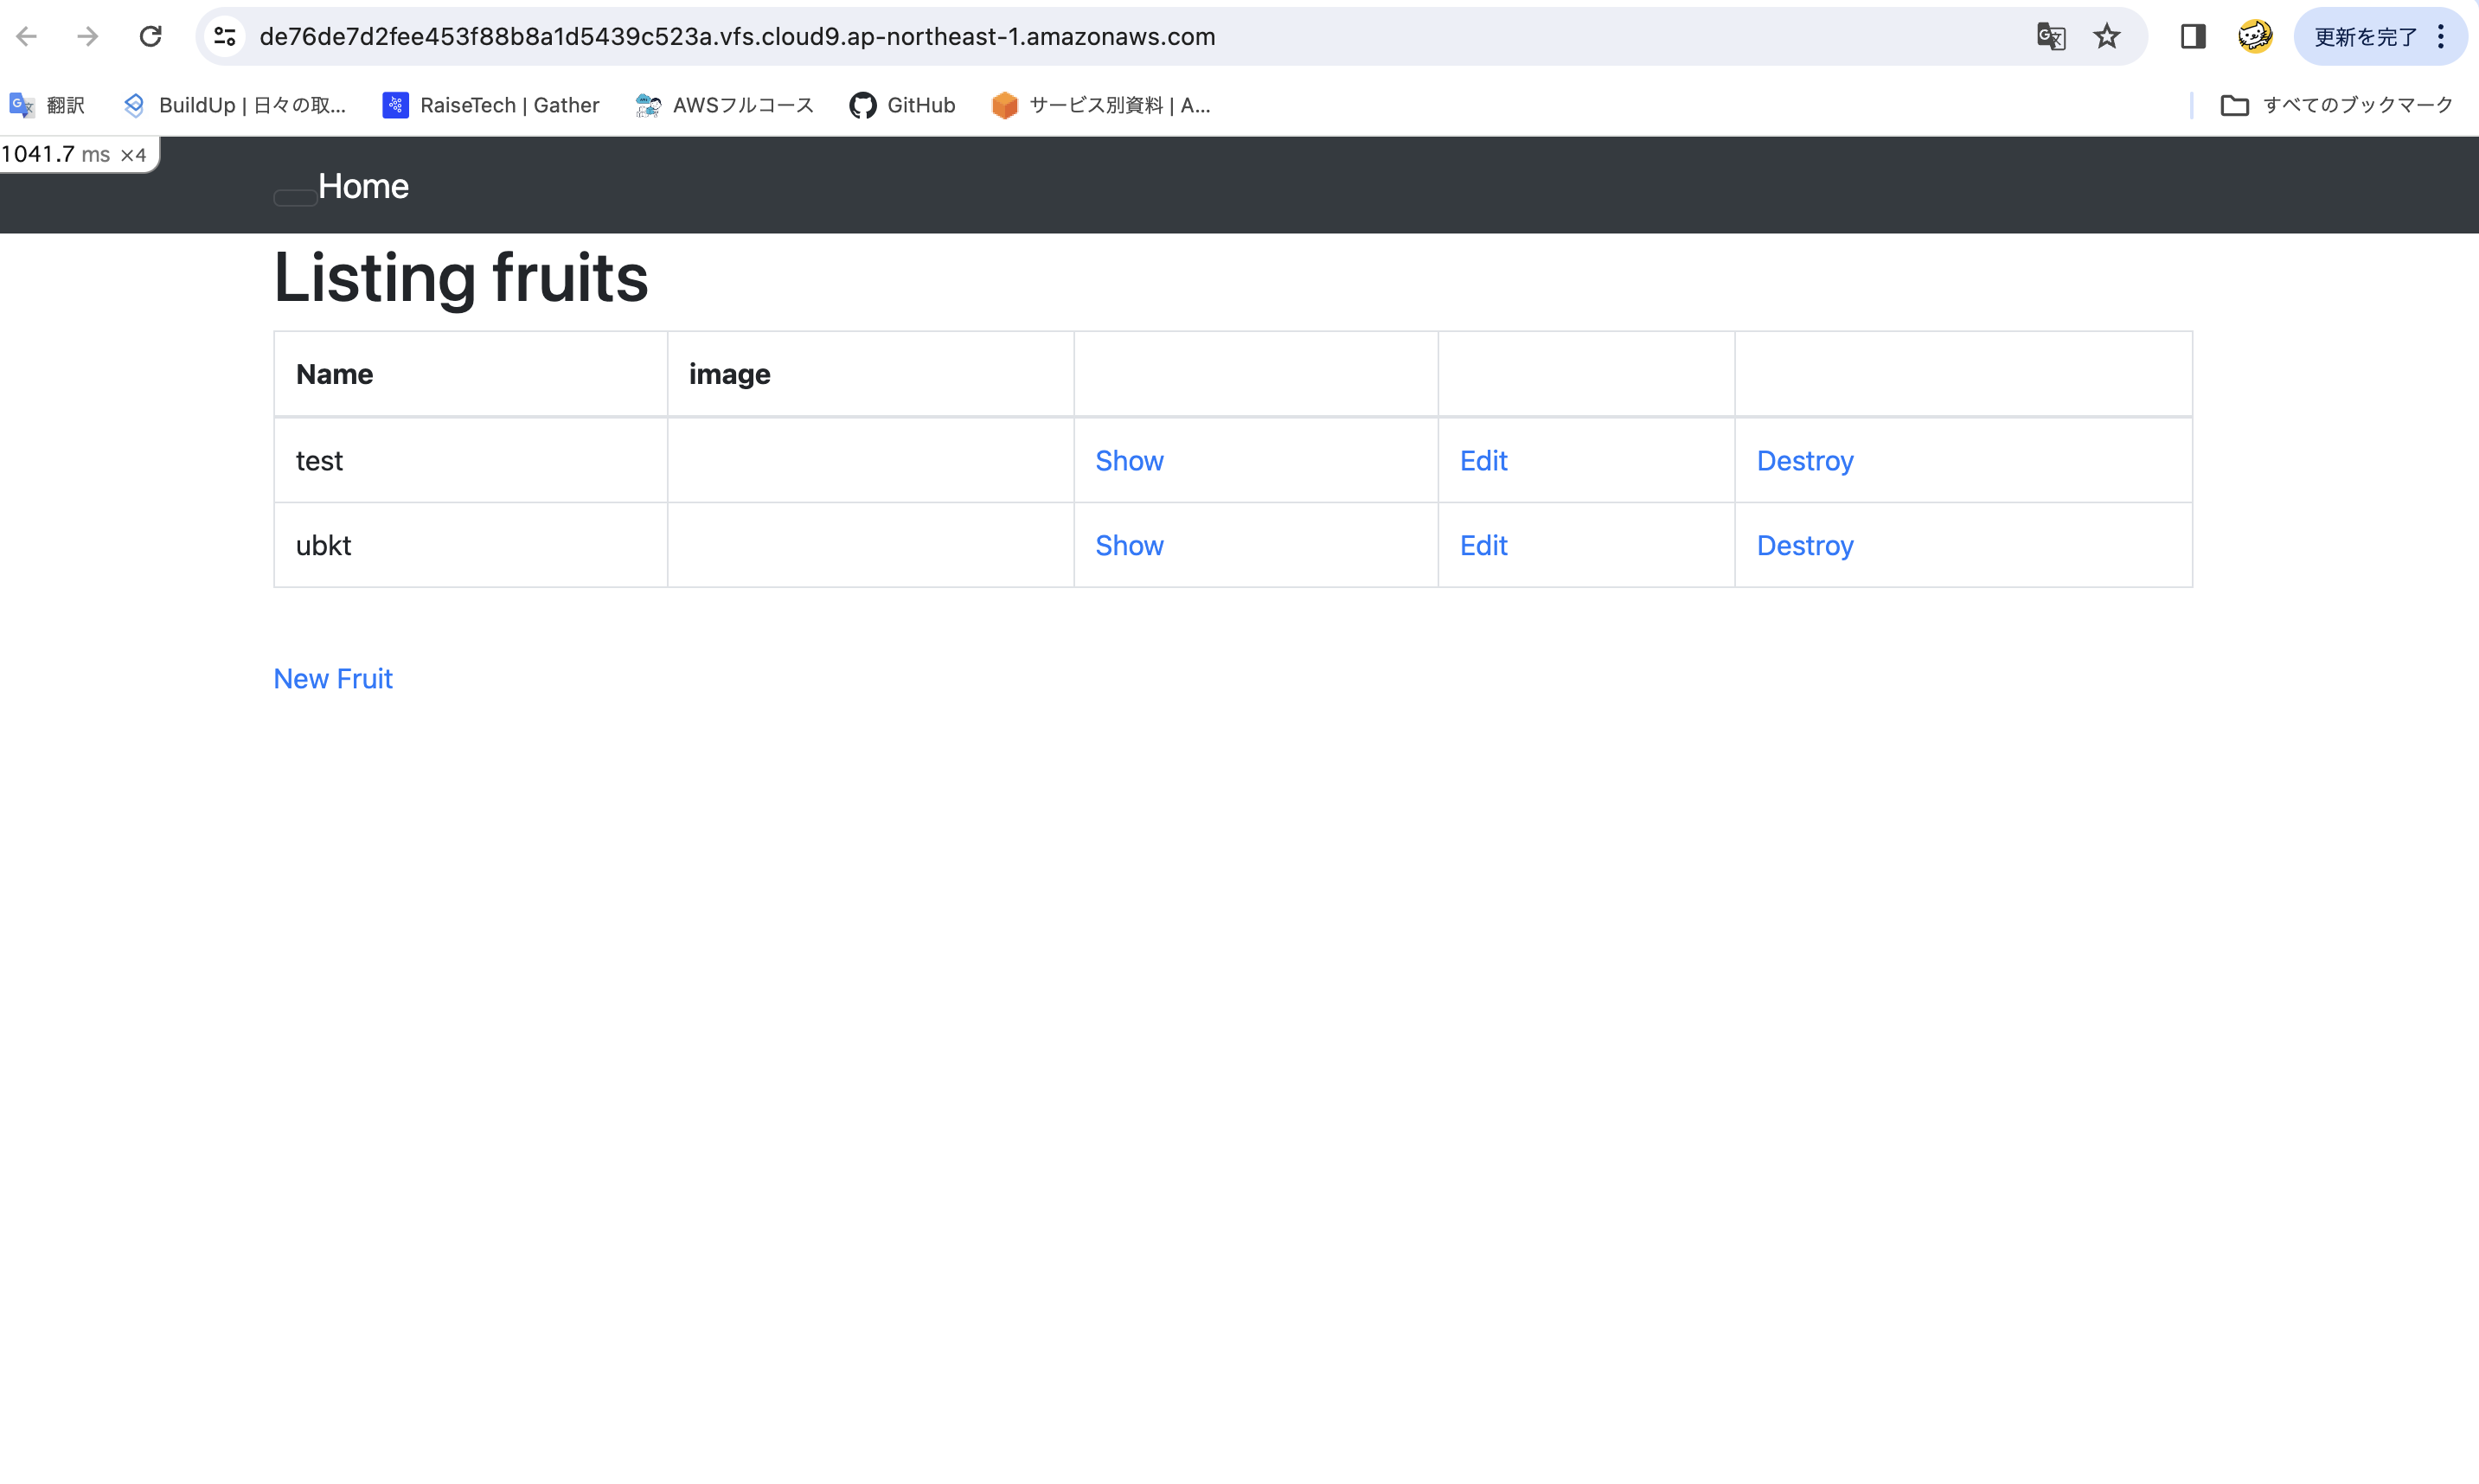 de76de7d2fee453f88b8a1d5439c523a.vfs.cloud9.ap-northeast-1.amazonaws.com 更新を完了
翻訳 BuildUp | 日々の取... RaiseTech | Gather AWSフルコース GitHub サービス別資料 | A... すべてのブックマーク
1041.7 ms ×4
Home
Listing fruits
Name image
test Show Edit Destroy
ubkt Show Edit Destroy
New Fruit